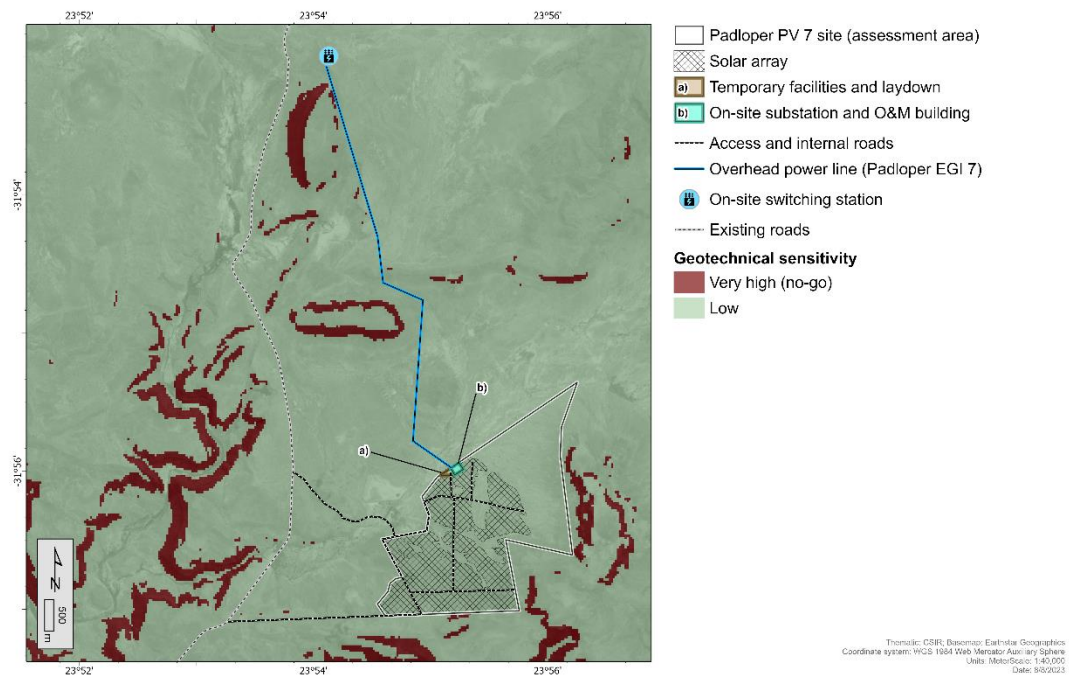 23°52'
23°54'
23°56'
-31°54'
-31°56'
a)
b)
N
500
m
23°52'
23°54'
23°56'
Padloper PV 7 site (assessment area)
Solar array
a) Temporary facilities and laydown
b) On-site substation and O&M building
Access and internal roads
Overhead power line (Padloper EGI 7)
On-site switching station
Existing roads
Geotechnical sensitivity
Very high (no-go)
Low
Thematic: CSIR; Basemap: Earthstar Geographics
Coordinate system: WGS 1984 Web Mercator Auxiliary Sphere
Units: MeterScale: 1:40,000
Date: 8/8/2023